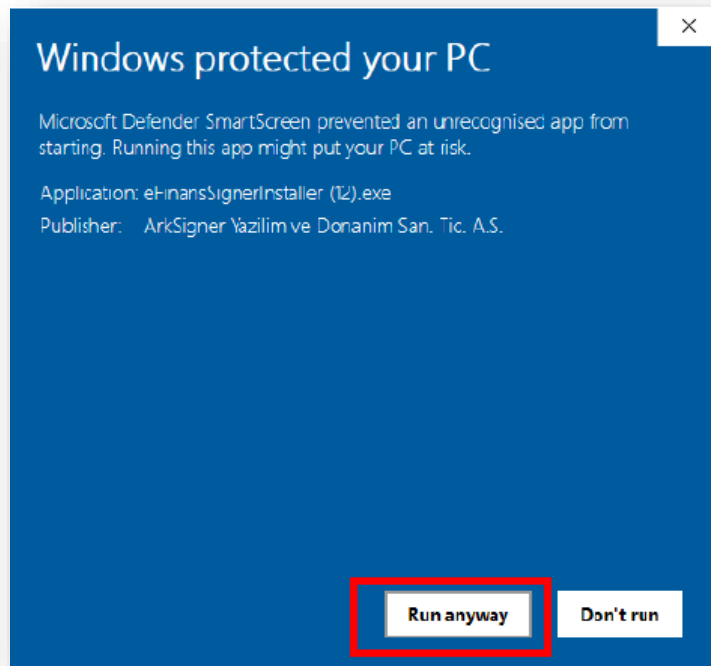 Windows protected your PC
Microsoft Defender SmartScreen prevented an unrecognised app from
starting. Running this app might put your PC at risk.
Application: eFinansSignerInstaller (12).exe
Publisher: ArkSigner Yazilim ve Donanim San. Tic. A.S.
Run anyway Don't run